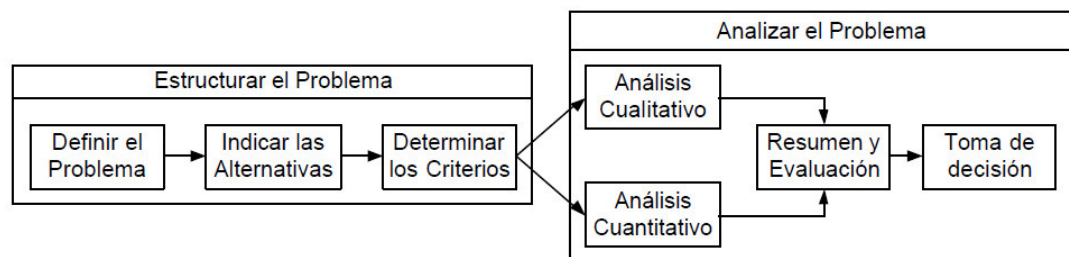 Estructurar el Problema
Definir el
Problema
Indicar las
Alternativas
Determinar
los Criterios
Analizar el Problema
Análisis
Cualitativo
Análisis
Cuantitativo
Resumen y
Evaluación
Toma de
decisión